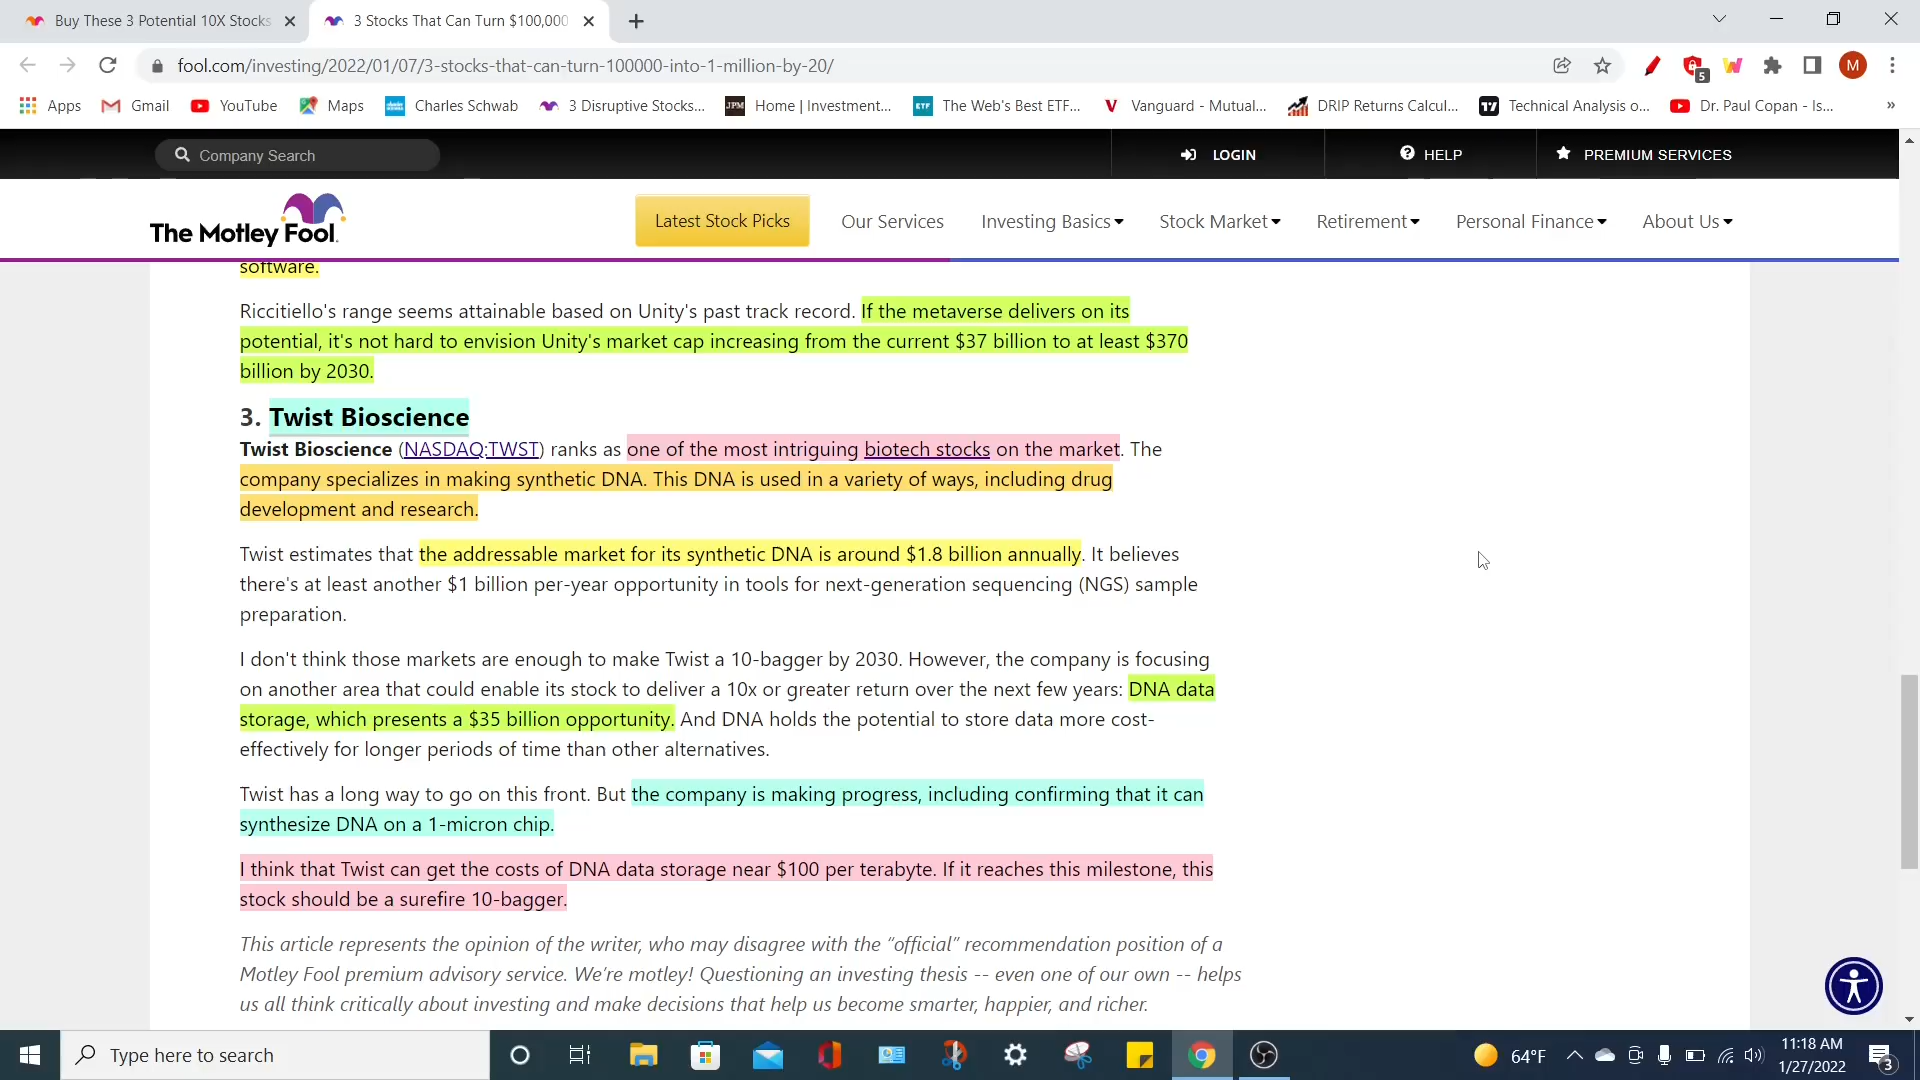 Buy These 3 Potential 10X Stocks
3 Stocks That Can Turn $100,000
fool.com/investing/2022/01/07/3-stocks-that-can-turn-100000-into-1-million-by-20/
5
M
Apps Gmail YouTube Maps Charles Schwab 3 Disruptive Stocks... JPM Home | Investment... ETF The Web's Best ETF... V Vanguard - Mutual... DRIP Returns Calcul... Technical Analysis o... Dr. Paul Copan - Is... »
Company Search LOGIN HELP PREMIUM SERVICES
The Motley Fool. Latest Stock Picks Our Services Investing Basics Stock Market Retirement Personal Finance About Us
software.
Riccitiello's range seems attainable based on Unity's past track record. If the metaverse delivers on its
potential, it's not hard to envision Unity's market cap increasing from the current $37 billion to at least $370
billion by 2030.
3. Twist Bioscience
Twist Bioscience (NASDAQ:TWST) ranks as one of the most intriguing biotech stocks on the market. The
company specializes in making synthetic DNA. This DNA is used in a variety of ways, including drug
development and research.
Twist estimates that the addressable market for its synthetic DNA is around $1.8 billion annually. It believes
there's at least another $1 billion per-year opportunity in tools for next-generation sequencing (NGS) sample
preparation.
I don't think those markets are enough to make Twist a 10-bagger by 2030. However, the company is focusing
on another area that could enable its stock to deliver a 10x or greater return over the next few years: DNA data
storage, which presents a $35 billion opportunity. And DNA holds the potential to store data more cost-
effectively for longer periods of time than other alternatives.
Twist has a long way to go on this front. But the company is making progress, including confirming that it can
synthesize DNA on a 1-micron chip.
I think that Twist can get the costs of DNA data storage near $100 per terabyte. If it reaches this milestone, this
stock should be a surefire 10-bagger.
This article represents the opinion of the writer, who may disagree with the “official” recommendation position of a
Motley Fool premium advisory service. We’re motley! Questioning an investing thesis -- even one of our own -- helps
us all think critically about investing and make decisions that help us become smarter, happier, and richer.
Type here to search
64°F
11:18 AM
1/27/2022
3